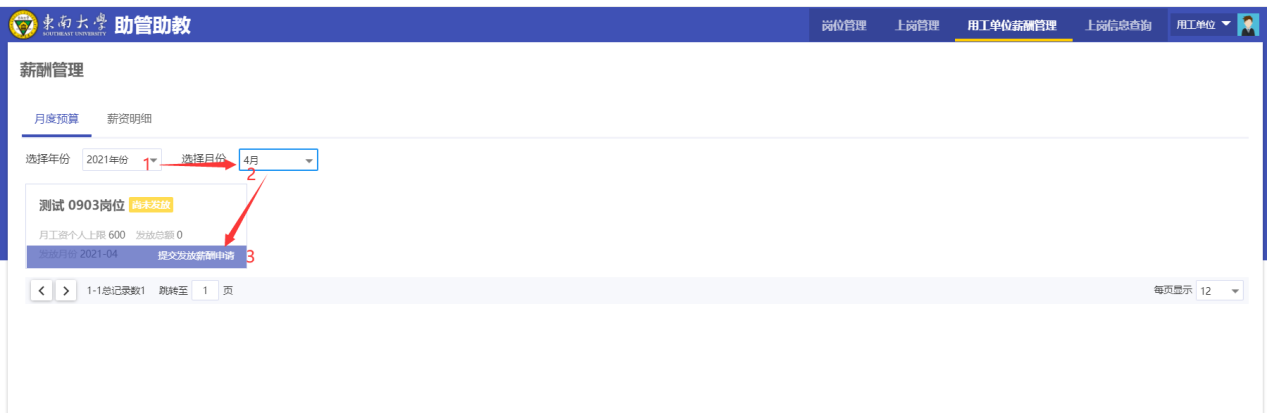 東南大學 助管助教 岗位管理 上岗管理 用工单位薪酬管理 上岗信息查询 用工单位
SOUTHEAST UNIVERSITY
薪酬管理
月度预算 薪资明细
选择年份 2021年份 1 选择月份 4月
2
测试 0903岗位 尚未发放
月工资个人上限 600 发放总额 0
发放月份 2021-04 提交发放薪酬申请 3
1-1总记录数1 跳转至 1 页 每页显示 12